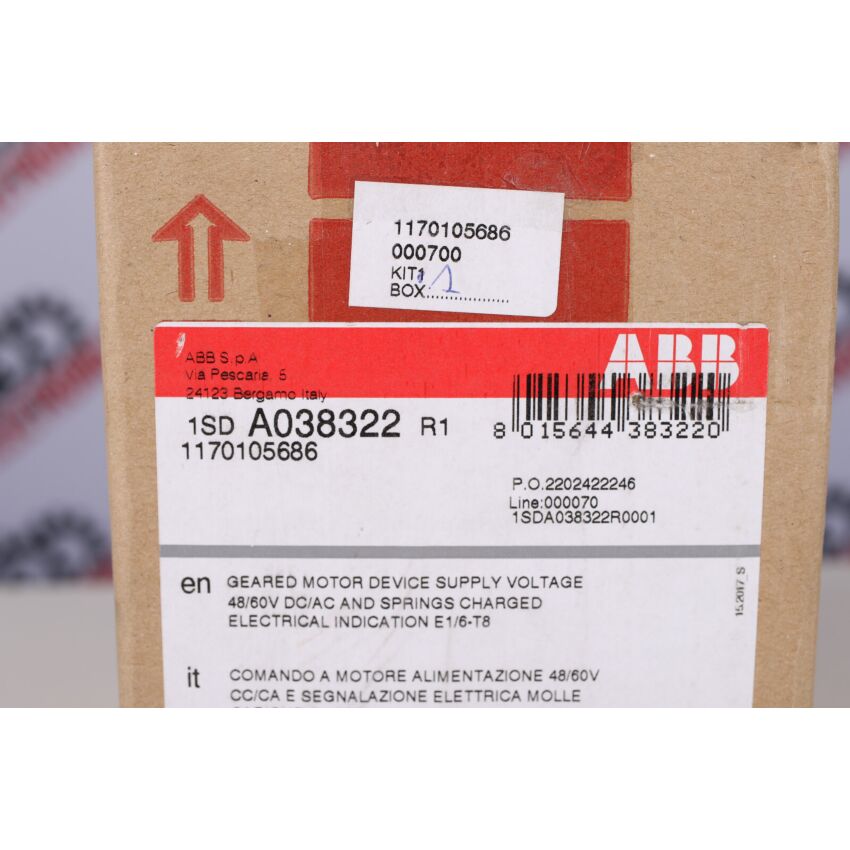 1170105686
000700
KIT1
BOX:...1...............
ABB
ABB S.p.A
Via Pescaria, 5
24123 Bergamo Italy
1SD A038322 R1
8 015644 383220
1170105686
P.O.2202422246
Line:000070
1SDA038322R0001
en GEARED MOTOR DEVICE SUPPLY VOLTAGE
48/60V DC/AC AND SPRINGS CHARGED
ELECTRICAL INDICATION E1/6-T8
15.2017_S
it COMANDO A MOTORE ALIMENTAZIONE 48/60V
CC/CA E SEGNALAZIONE ELETTRICA MOLLE